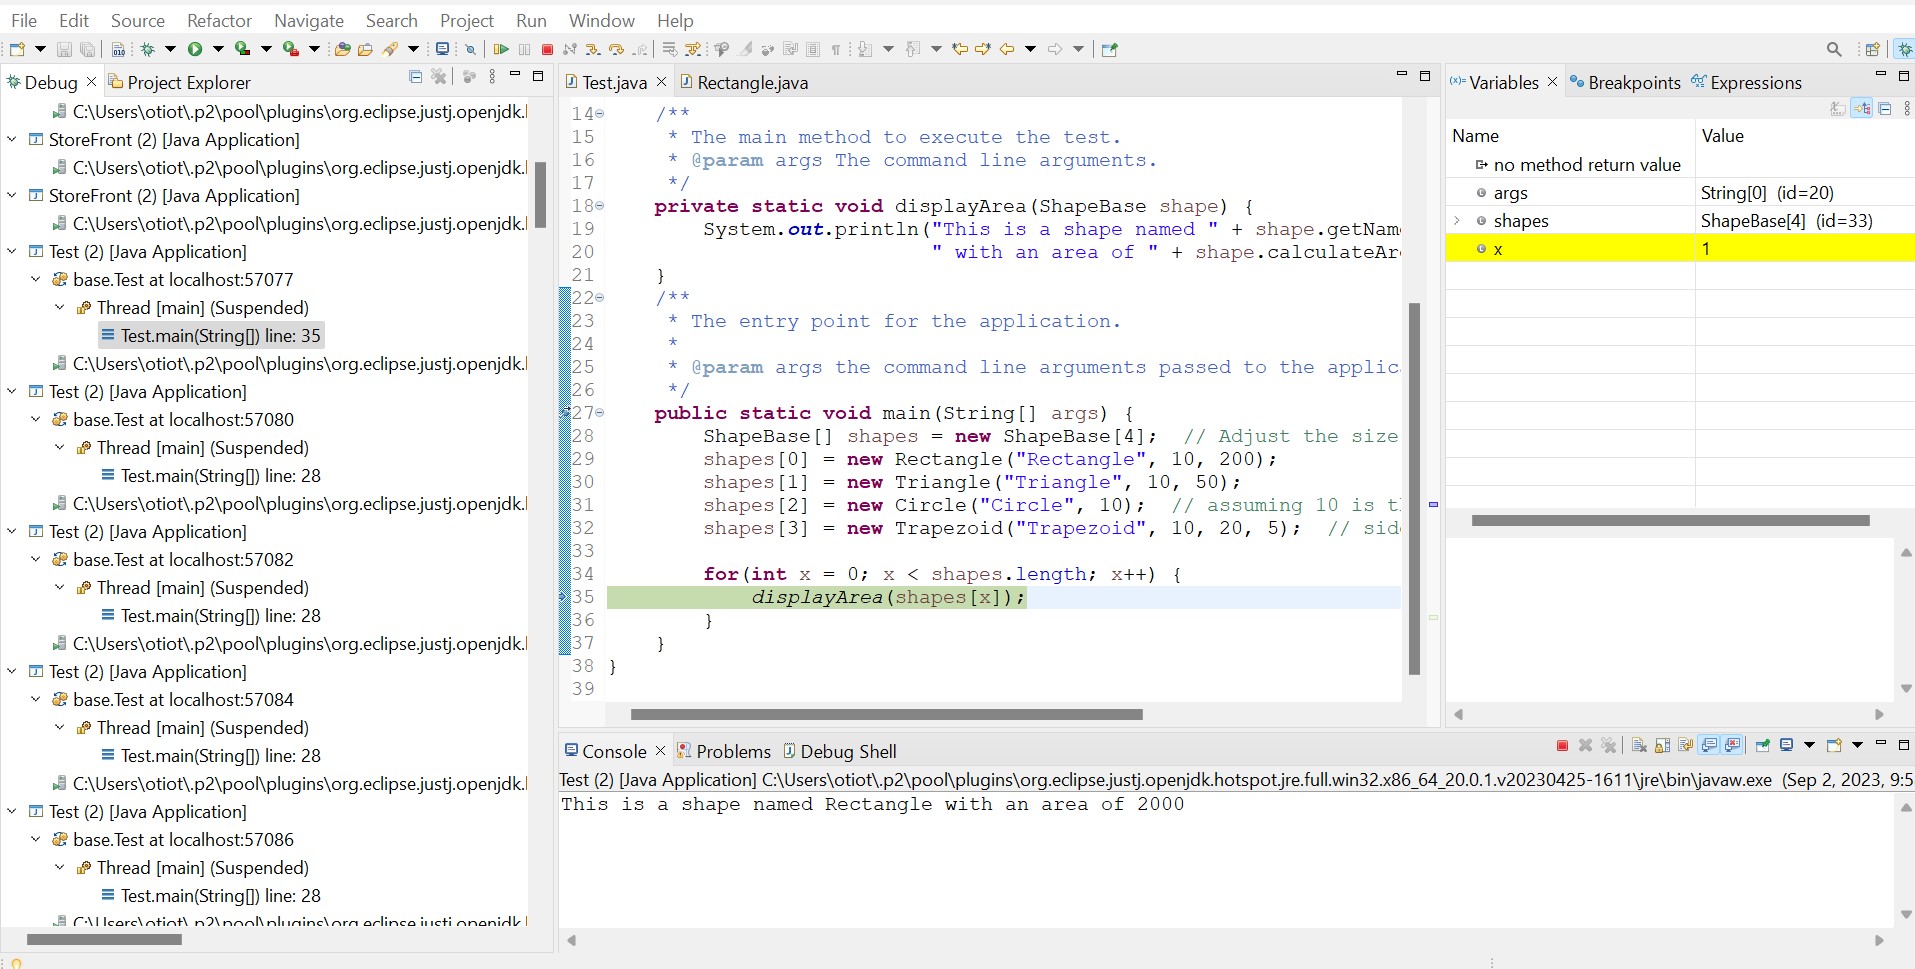 File Edit Source Refactor Navigate Search Project Run Window Help
Debug Project Explorer
C:\Users\otiot\.p2\pool\plugins\org.eclipse.justj.openjdk.
StoreFront (2) [Java Application]
C:\Users\otiot\.p2\pool\plugins\org.eclipse.justj.openjdk.
StoreFront (2) [Java Application]
C:\Users\otiot\.p2\pool\plugins\org.eclipse.justj.openjdk.
Test (2) [Java Application]
base.Test at localhost:57077
Thread [main] (Suspended)
Test.main(String[]) line: 35
C:\Users\otiot\.p2\pool\plugins\org.eclipse.justj.openjdk.
Test (2) [Java Application]
base.Test at localhost:57080
Thread [main] (Suspended)
Test.main(String[]) line: 28
C:\Users\otiot\.p2\pool\plugins\org.eclipse.justj.openjdk.
Test (2) [Java Application]
base.Test at localhost:57082
Thread [main] (Suspended)
Test.main(String[]) line: 28
C:\Users\otiot\.p2\pool\plugins\org.eclipse.justj.openjdk.
Test (2) [Java Application]
base.Test at localhost:57084
Thread [main] (Suspended)
Test.main(String[]) line: 28
C:\Users\otiot\.p2\pool\plugins\org.eclipse.justj.openjdk.
Test (2) [Java Application]
base.Test at localhost:57086
Thread [main] (Suspended)
Test.main(String[]) line: 28
C:\Users\otiot\.p2\pool\plugins\org.eclipse.justj.openjdk.
Test.java Rectangle.java
14 /**
15 * The main method to execute the test.
16 * @param args The command line arguments.
17 */
18 private static void displayArea(ShapeBase shape) {
19 System.out.println("This is a shape named " + shape.getNam
20 " with an area of " + shape.calculateAr
21 }
22 /**
23 * The entry point for the application.
24 *
25 * @param args the command line arguments passed to the applic
26 */
27 public static void main(String[] args) {
28 ShapeBase[] shapes = new ShapeBase[4]; // Adjust the size
29 shapes[0] = new Rectangle("Rectangle", 10, 200);
30 shapes[1] = new Triangle("Triangle", 10, 50);
31 shapes[2] = new Circle("Circle", 10); // assuming 10 is t
32 shapes[3] = new Trapezoid("Trapezoid", 10, 20, 5); // sid
33
34 for(int x = 0; x < shapes.length; x++) {
35 displayArea(shapes[x]);
36 }
37 }
38 }
39
(x)= Variables Breakpoints Expressions
Name Value
no method return value
args String[0] (id=20)
shapes ShapeBase[4] (id=33)
x 1
Console Problems Debug Shell
Test (2) [Java Application] C:\Users\otiot\.p2\pool\plugins\org.eclipse.justj.openjdk.hotspot.jre.full.win32.x86_64_20.0.1.v20230425-1611\jre\bin\javaw.exe (Sep 2, 2023, 9:5
This is a shape named Rectangle with an area of 2000